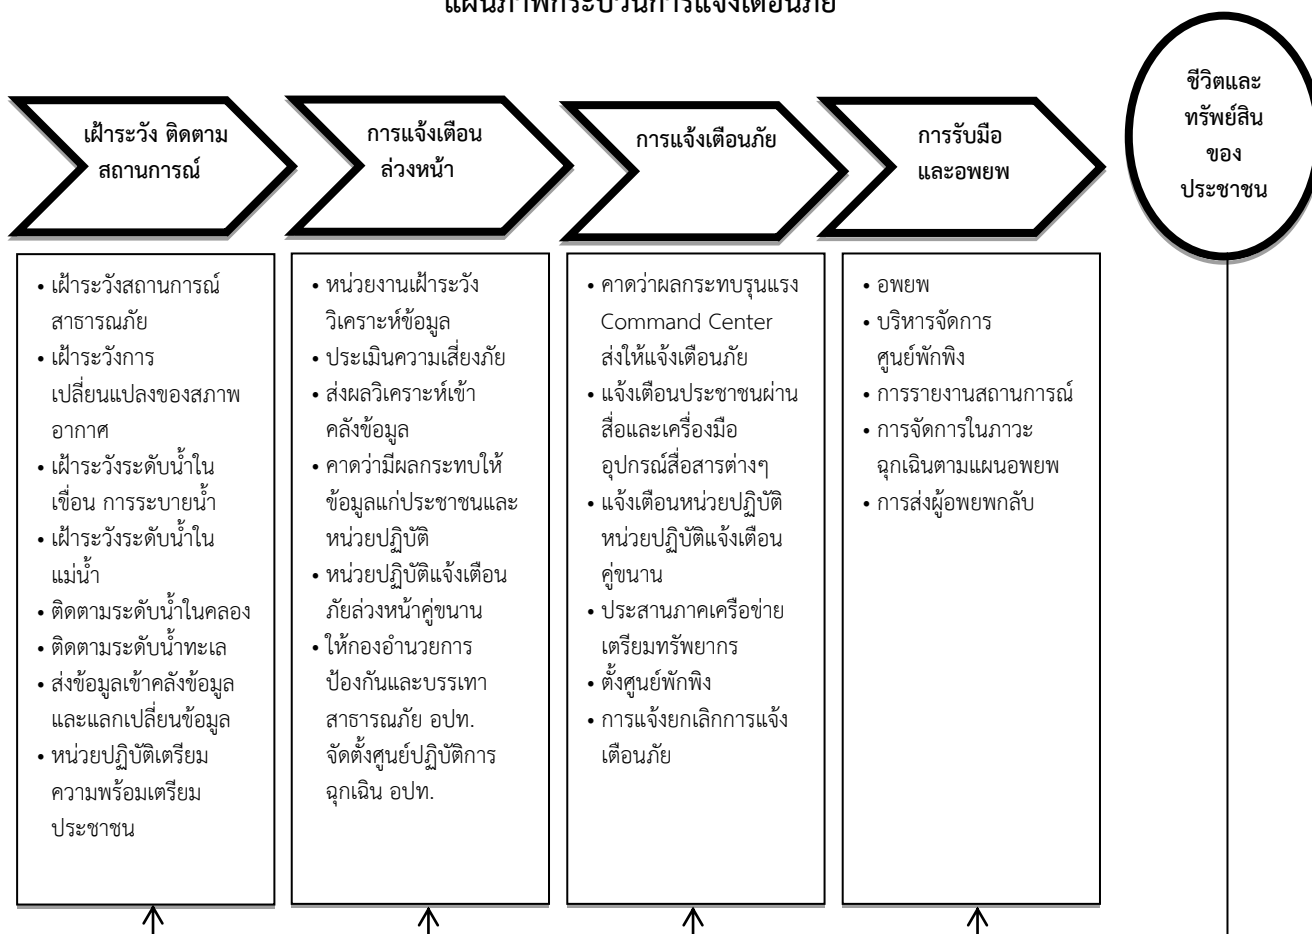 แผนภาพกระบวนการแจ้งเตือนภัย
เฝ้าระวัง ติดตาม
สถานการณ์
การแจ้งเตือน
ล่วงหน้า
การแจ้งเตือนภัย
การรับมือ
และอพยพ
ชีวิตและ
ทรัพย์สิน
ของ
ประชาชน
• เฝ้าระวังสถานการณ์
สาธารณภัย
• เฝ้าระวังการ
เปลี่ยนแปลงของสภาพ
อากาศ
• เฝ้าระวังระดับน้ำใน
เขื่อน การระบายน้ำ
• เฝ้าระวังระดับน้ำใน
แม่น้ำ
• ติดตามระดับน้ำในคลอง
• ติดตามระดับน้ำทะเล
• ส่งข้อมูลเข้าคลังข้อมูล
และแลกเปลี่ยนข้อมูล
• หน่วยปฏิบัติเตรียม
ความพร้อมเตรียม
ประชาชน
• หน่วยงานเฝ้าระวัง
วิเคราะห์ข้อมูล
• ประเมินความเสี่ยงภัย
• ส่งผลวิเคราะห์เข้า
คลังข้อมูล
• คาดว่ามีผลกระทบให้
ข้อมูลแก่ประชาชนและ
หน่วยปฏิบัติ
• หน่วยปฏิบัติแจ้งเตือน
ภัยล่วงหน้าคู่ขนาน
• ให้กองอำนวยการ
ป้องกันและบรรเทา
สาธารณภัย อปท.
จัดตั้งศูนย์ปฏิบัติการ
ฉุกเฉิน อปท.
• คาดว่าผลกระทบรุนแรง
Command Center
ส่งให้แจ้งเตือนภัย
• แจ้งเตือนประชาชนผ่าน
สื่อและเครื่องมือ
อุปกรณ์สื่อสารต่างๆ
• แจ้งเตือนหน่วยปฏิบัติ
หน่วยปฏิบัติแจ้งเตือน
คู่ขนาน
• ประสานภาคเครือข่าย
เตรียมทรัพยากร
• ตั้งศูนย์พักพิง
• การแจ้งยกเลิกการแจ้ง
เตือนภัย
• อพยพ
• บริหารจัดการ
ศูนย์พักพิง
• การรายงานสถานการณ์
• การจัดการในภาวะ
ฉุกเฉินตามแผนอพยพ
• การส่งผู้อพยพกลับ